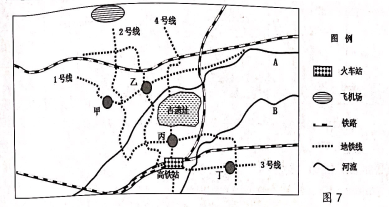 4号线
2号线
1号线
乙
甲
古遗址
丙
高铁站
3号线
丁
A
B
图 例
火车站
飞机场
铁路
地铁线
河流
图 7